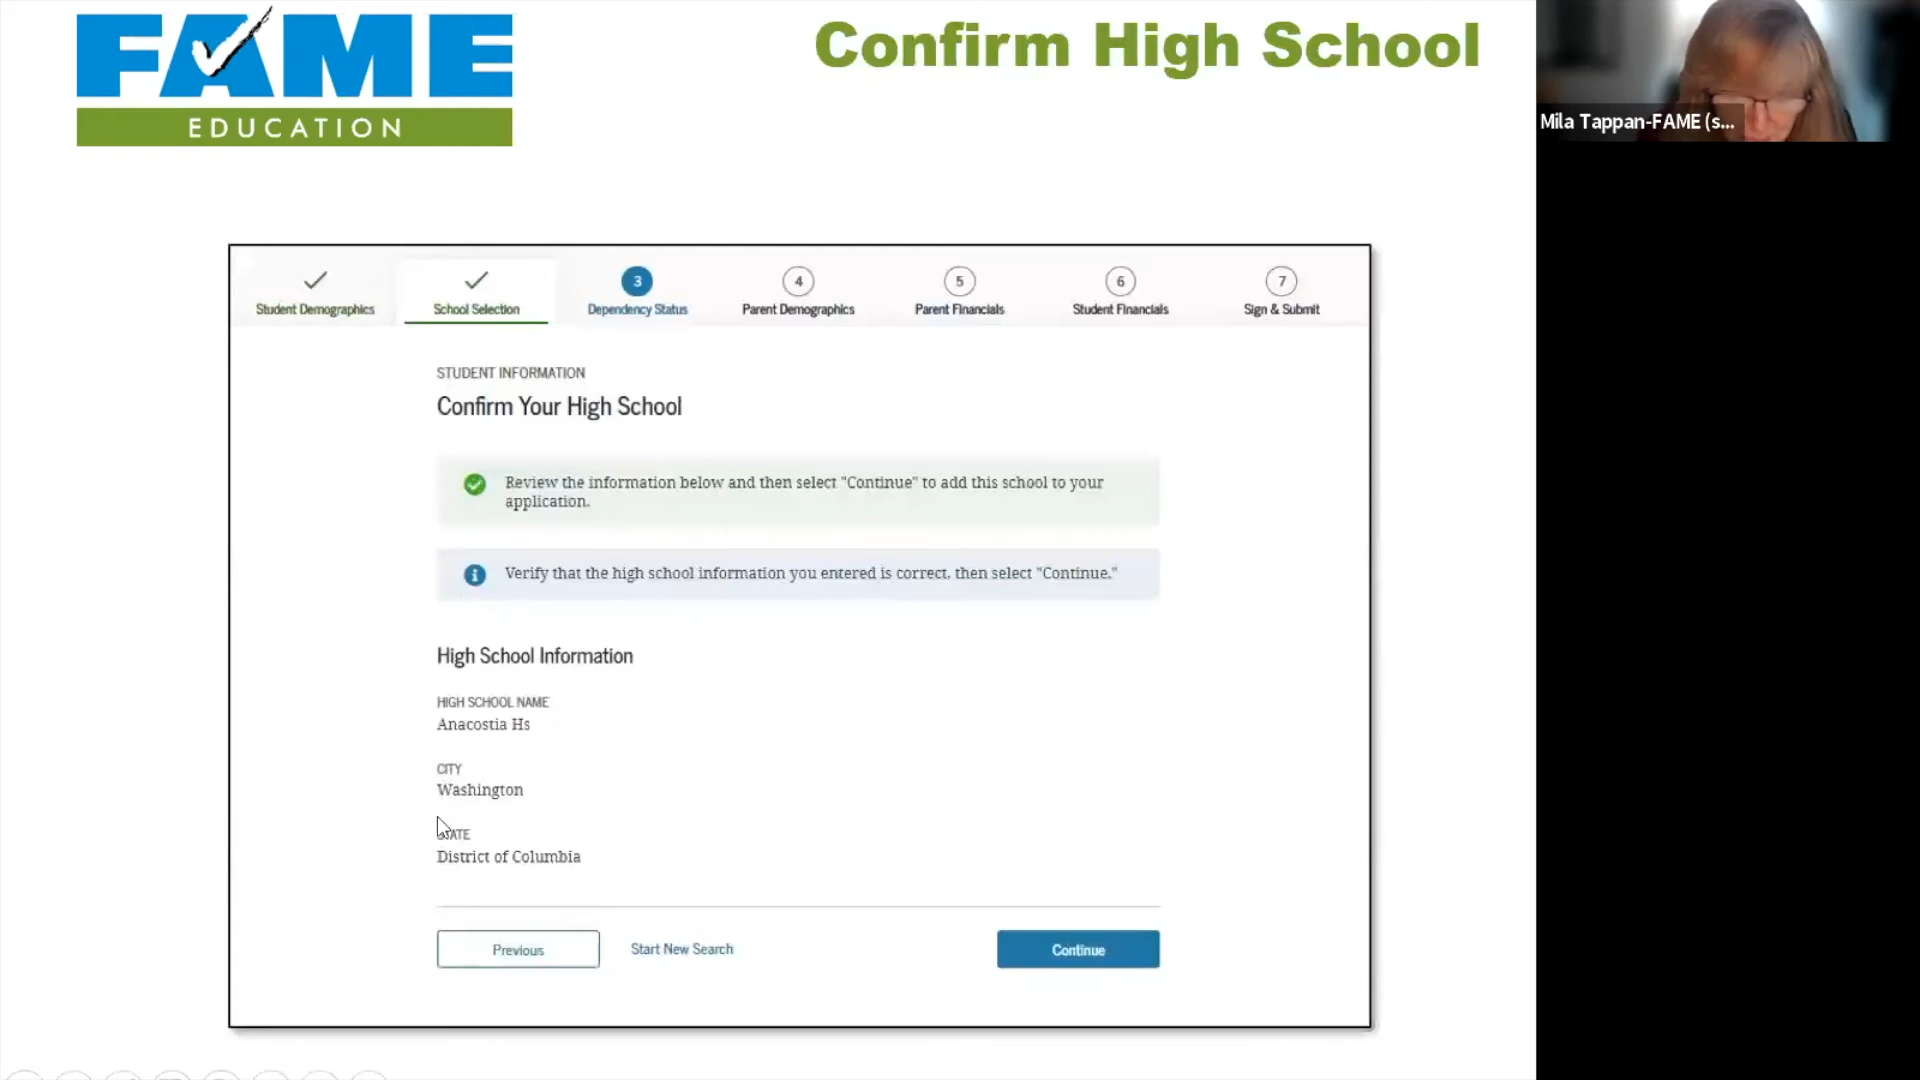 FAME
EDUCATION
Confirm High School
Mila Tappan-FAME (s...
3
4
5
6
7
Student Demographics
School Selection
Dependency Status
Parent Demographics
Parent Financials
Student Financials
Sign & Submit
STUDENT INFORMATION
Confirm Your High School
Review the information below and then select "Continue" to add this school to your
application.
Verify that the high school information you entered is correct, then select "Continue."
High School Information
HIGH SCHOOL NAME
Anacostia Hs
CITY
Washington
STATE
District of Columbia
Previous
Start New Search
Continue